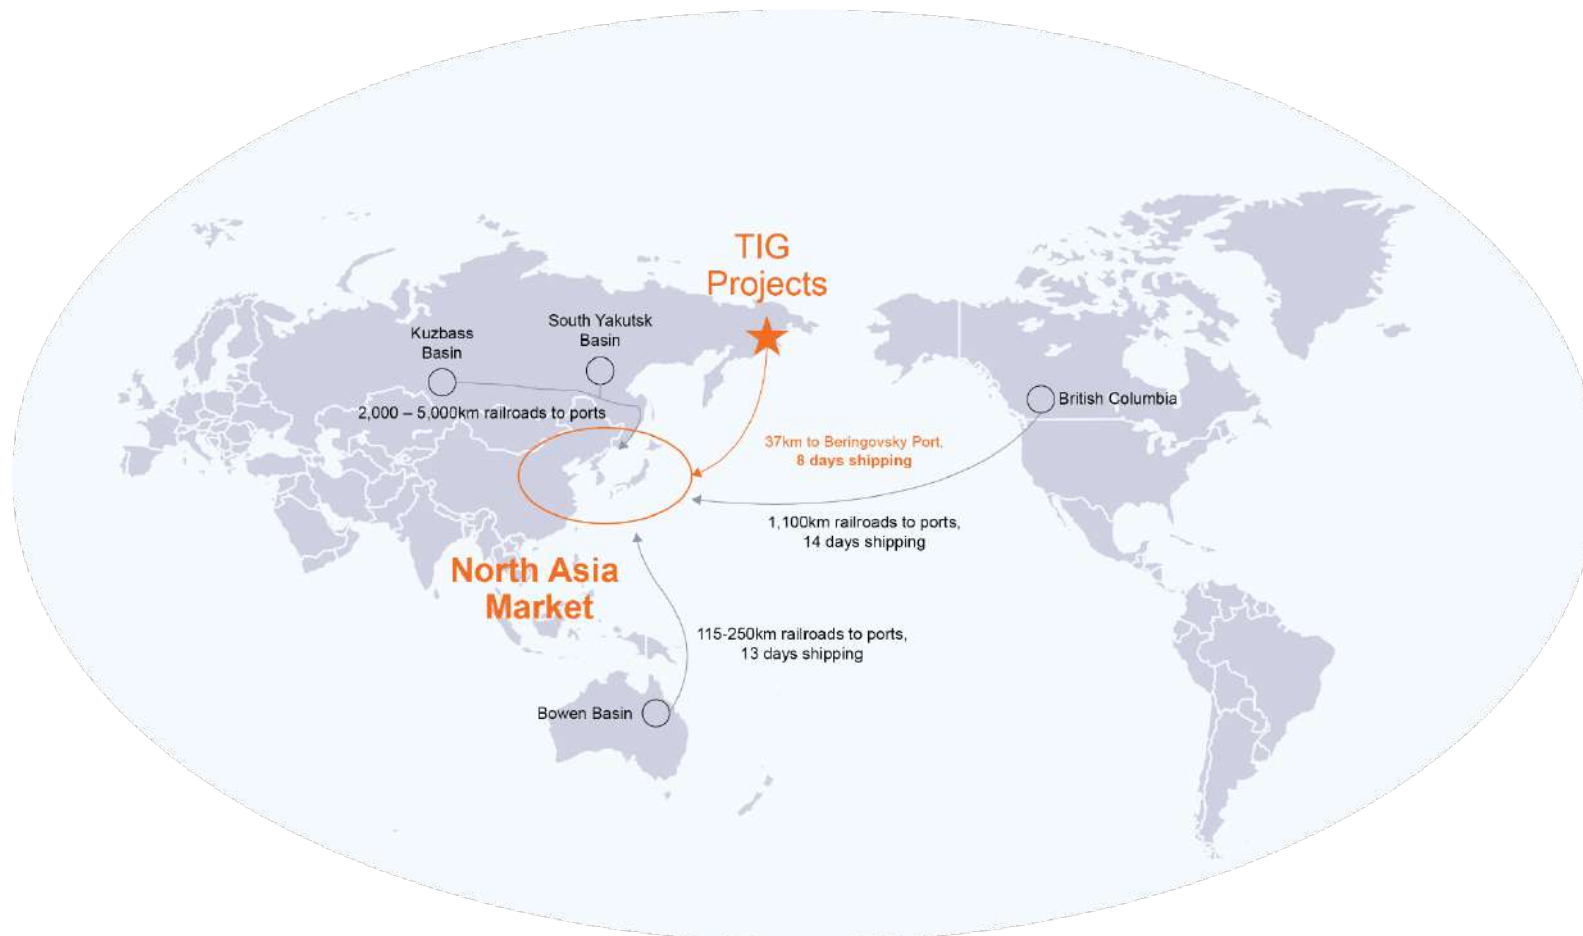 TIG
Projects
South Yakutsk
Basin
Kuzbass
Basin
British Columbia
2,000 – 5,000km railroads to ports
37km to Beringovsky Port,
8 days shipping
1,100km railroads to ports,
14 days shipping
North Asia
Market
115-250km railroads to ports,
13 days shipping
Bowen Basin